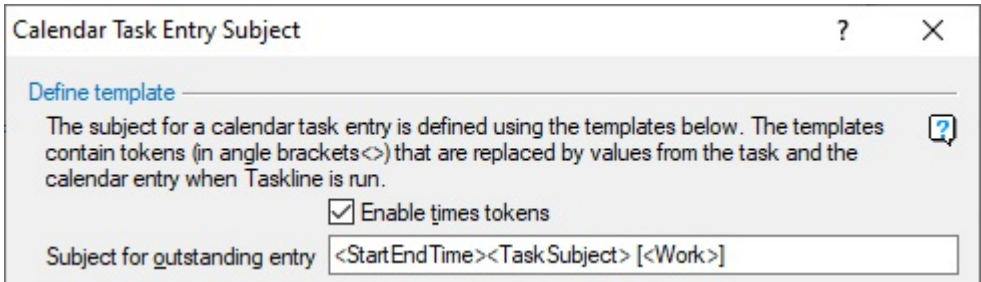 Calendar Task Entry Subject ?
Define template
The subject for a calendar task entry is defined using the templates below. The templates
contain tokens (in angle brackets<>) that are replaced by values from the task and the
calendar entry when Taskline is run.
?
Enable times tokens
Subject for outstanding entry <StartEndTime><TaskSubject> [<Work>]